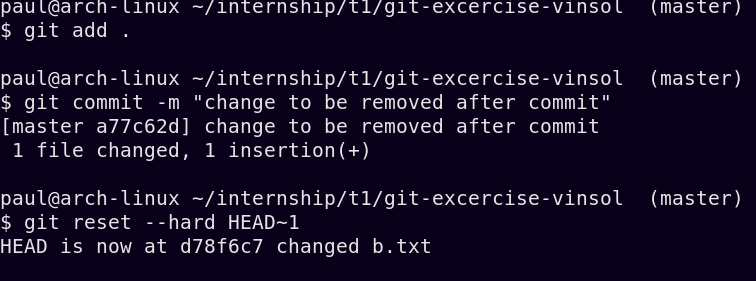 paul@arch-linux ~/internship/t1/git-excercise-vinsol  (master)
$ git add .
paul@arch-linux ~/internship/t1/git-excercise-vinsol  (master)
$ git commit -m "change to be removed after commit"
[master a77c62d] change to be removed after commit
 1 file changed, 1 insertion(+)
paul@arch-linux ~/internship/t1/git-excercise-vinsol  (master)
$ git reset --hard HEAD~1
HEAD is now at d78f6c7 changed b.txt